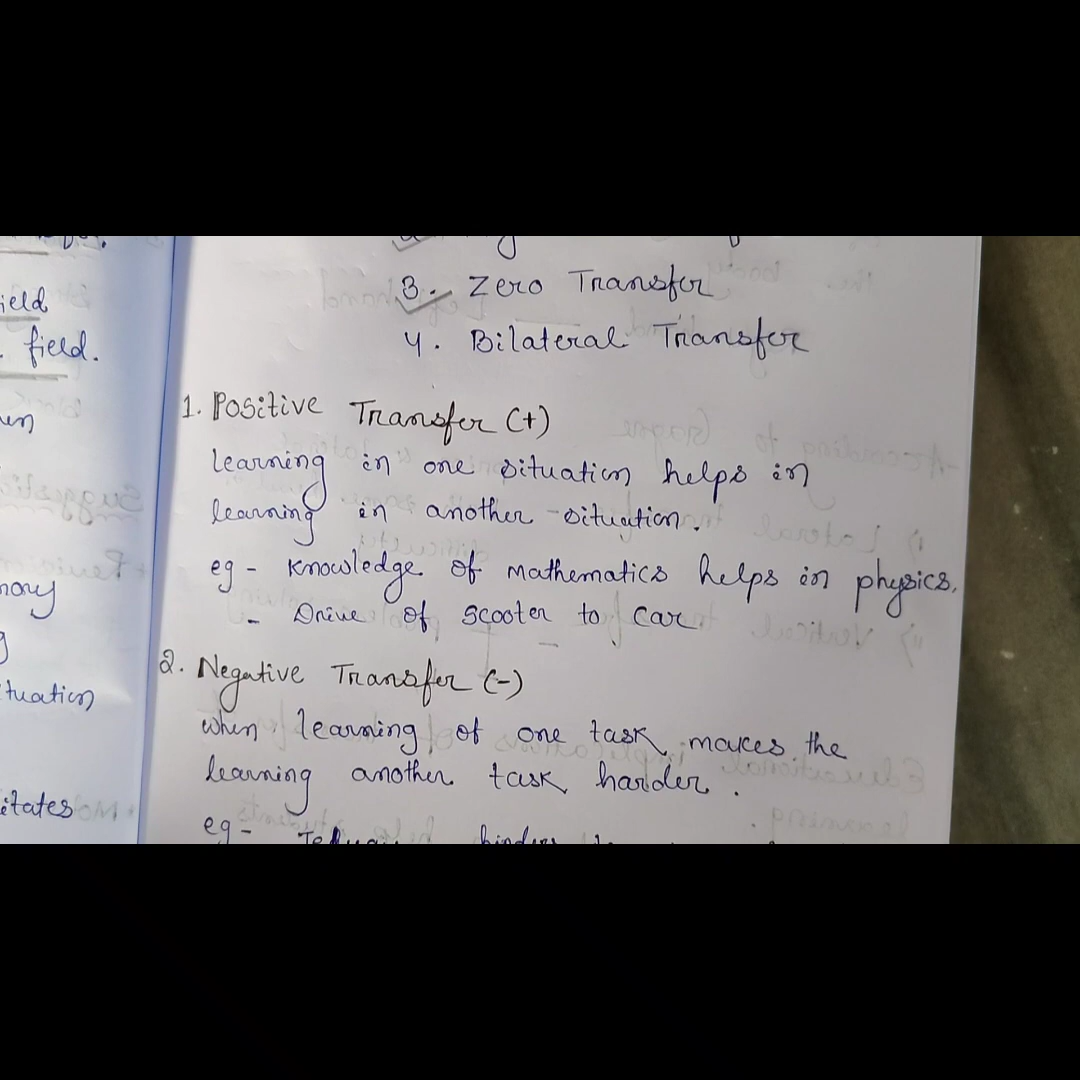 ield
field.
mory
tuation
itates
3. Zero Transfer
4. Bilateral Transfer
1. Positive Transfer (+)
learning in one situation helps in
learning in another situation.
eg - Knowledge of mathematics helps in physics.
- Drive of scooter to car
2. Negative Transfer (-)
when learning of one task makes the
learning another task harder.
eg -